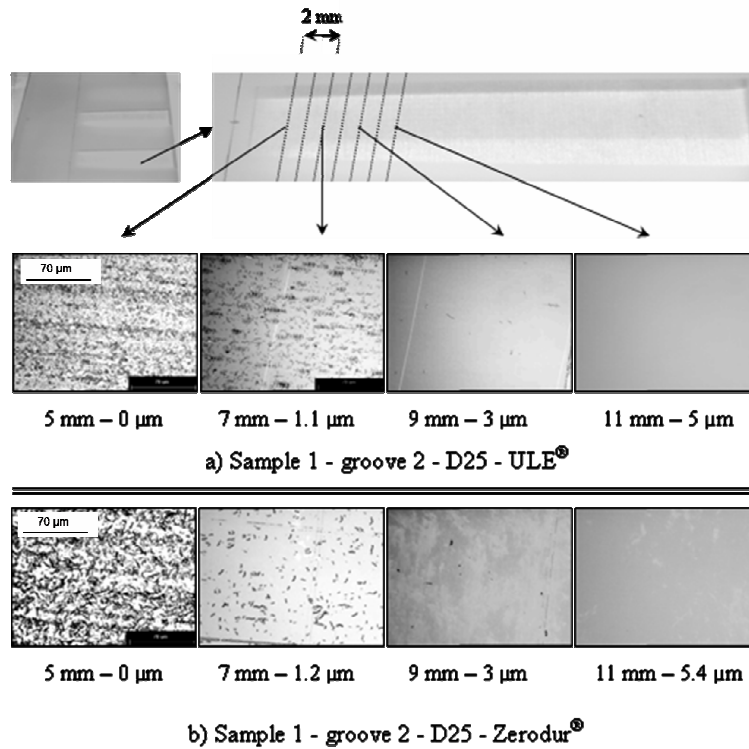 2 mm
70 µm
5 mm – 0 µm 7 mm – 1.1 µm 9 mm – 3 µm 11 mm – 5 µm
a) Sample 1 - groove 2 - D25 - ULE®
70 µm
5 mm – 0 µm 7 mm – 1.2 µm 9 mm – 3 µm 11 mm – 5.4 µm
b) Sample 1 - groove 2 - D25 - Zerodur®